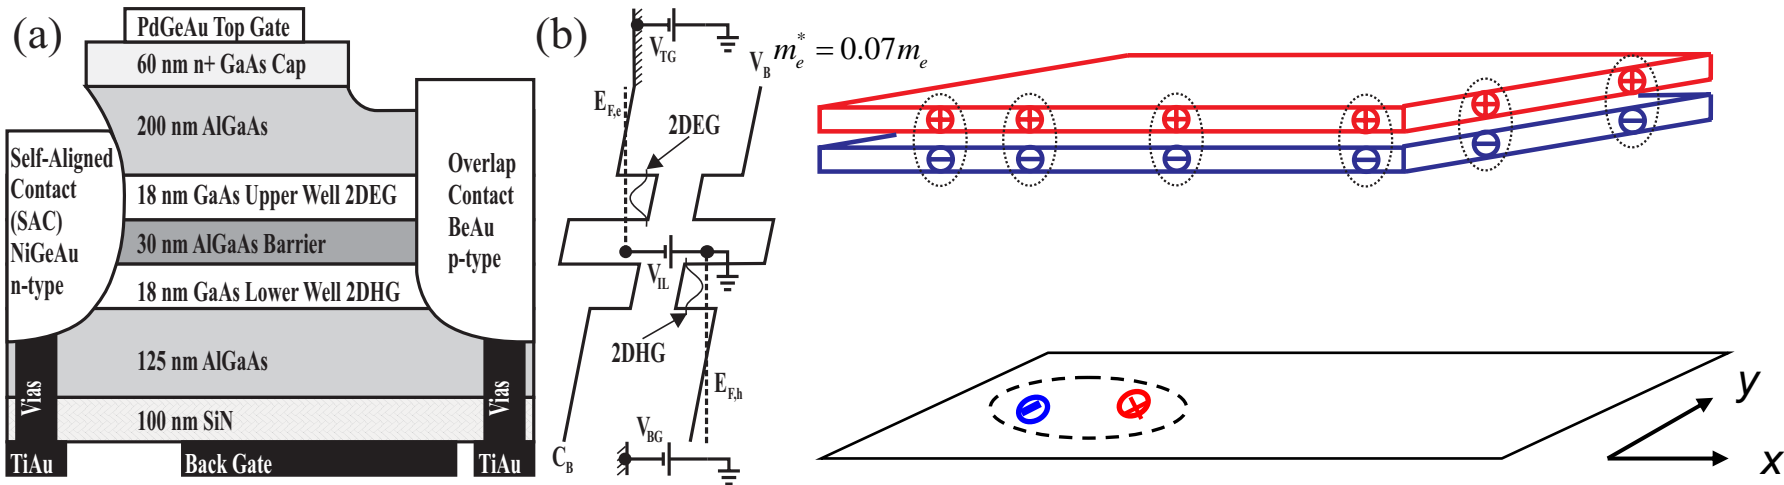 (a)
PdGeAu Top Gate
60 nm n+ GaAs Cap
200 nm AlGaAs
Self-Aligned
Contact
(SAC)
NiGeAu
n-type
18 nm GaAs Upper Well 2DEG
30 nm AlGaAs Barrier
18 nm GaAs Lower Well 2DHG
Overlap
Contact
BeAu
p-type
125 nm AlGaAs
100 nm SiN
Vias
Vias
TiAu
Back Gate
TiAu
(b)
V_TG
V_B
E_F,e
2DEG
V_IL
2DHG
E_F,h
V_BG
C_B
m_e^* = 0.07m_e
+ + + + + +
− − − − − −
− +
y
x